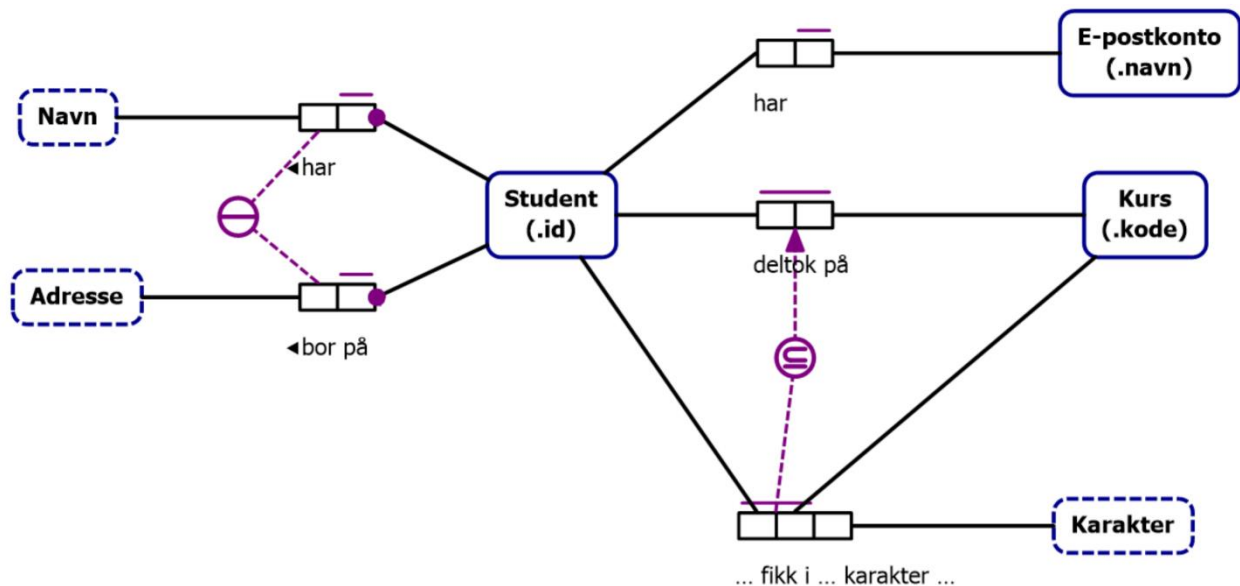 E-postkonto
(.navn)
Navn
har
◄har
Student
(.id)
Kurs
(.kode)
deltok på
Adresse
◄bor på
Karakter
... fikk i ... karakter ...